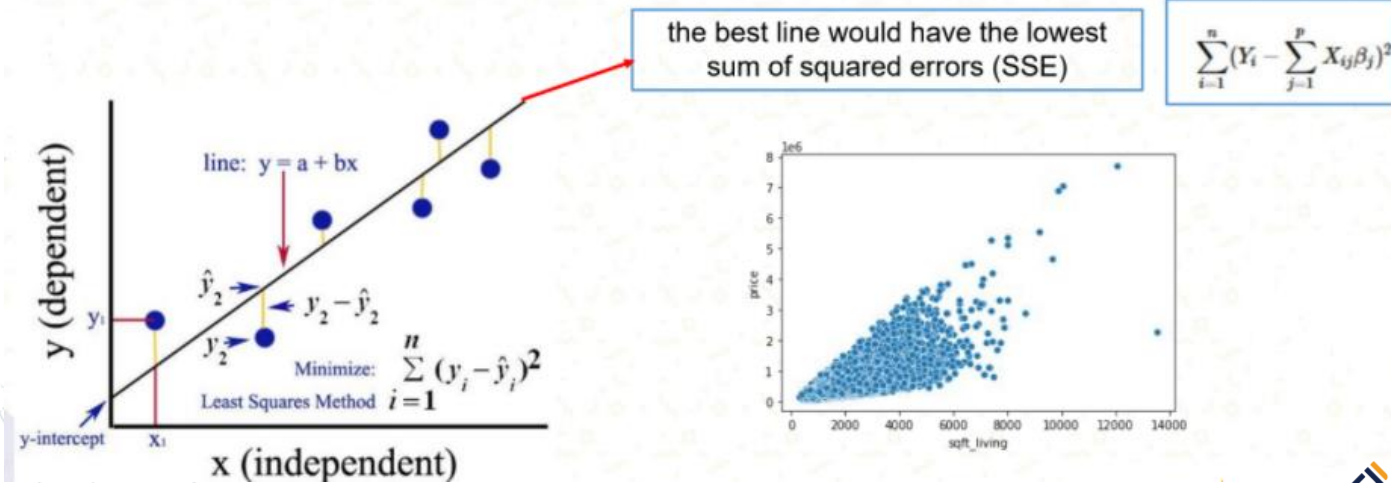 the best line would have the lowest
sum of squared errors (SSE)
n p
∑(Yᵢ − ∑ Xᵢⱼβⱼ)²
i=1 j=1
y (dependent)
line: y = a + bx
ŷ₂
y₂ − ŷ₂
y₁
y₂
n
Minimize: ∑ (yᵢ − ŷᵢ)²
Least Squares Method i=1
y-intercept
x₁
x (independent)
1e6
8
7
6
5
4
3
2
1
0
price
0 2000 4000 6000 8000 10000 12000 14000
sqft_living